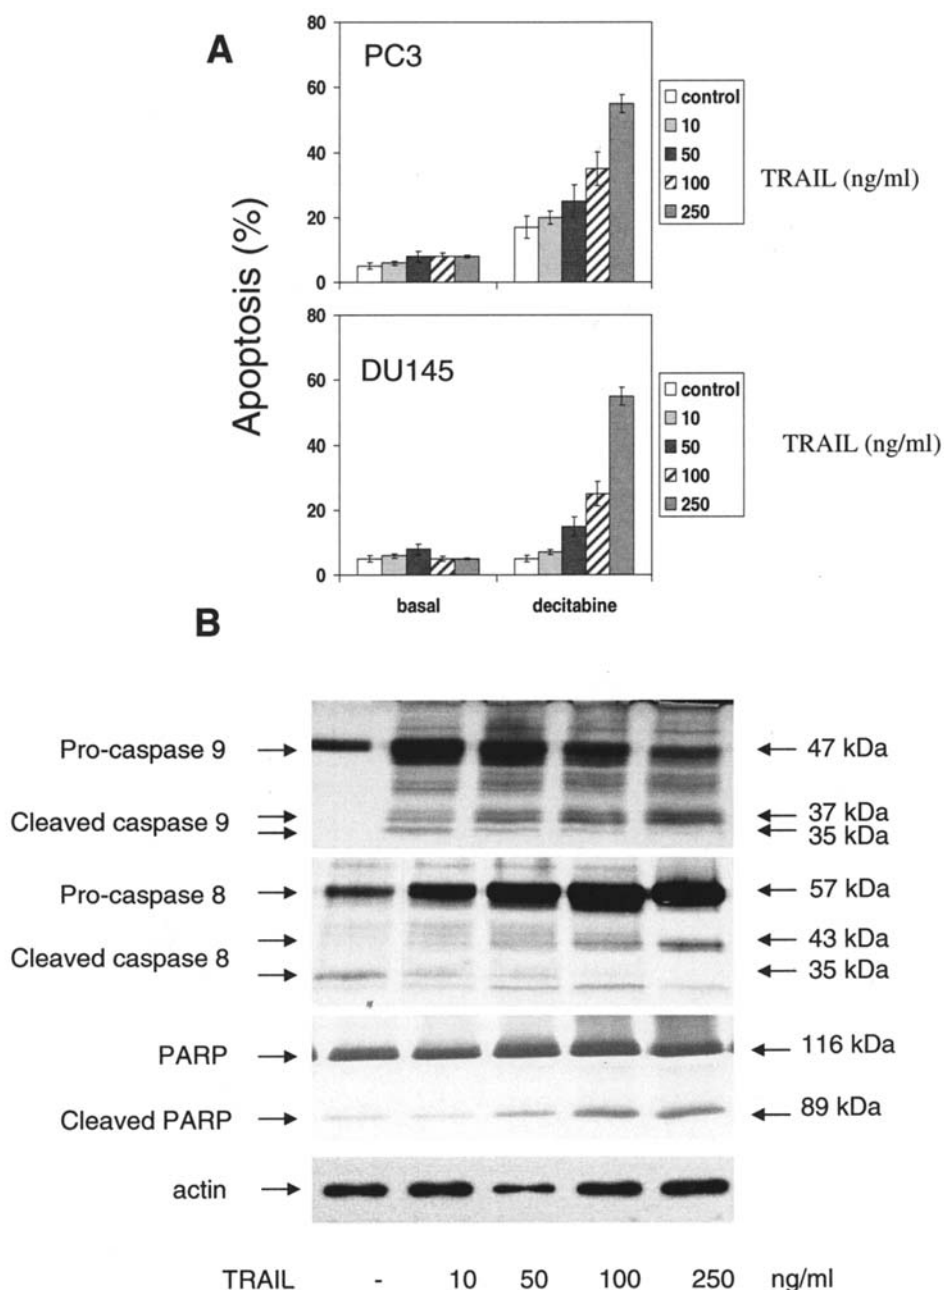 A
80
60
40
20
0
PC3
control
10
50
100
250
TRAIL (ng/ml)
Apoptosis (%)
80
60
40
20
0
DU145
control
10
50
100
250
TRAIL (ng/ml)
basal decitabine
B
Pro-caspase 9 47 kDa
Cleaved caspase 9 37 kDa
35 kDa
Pro-caspase 8 57 kDa
43 kDa
Cleaved caspase 8
35 kDa
PARP 116 kDa
Cleaved PARP 89 kDa
actin
TRAIL - 10 50 100 250 ng/ml